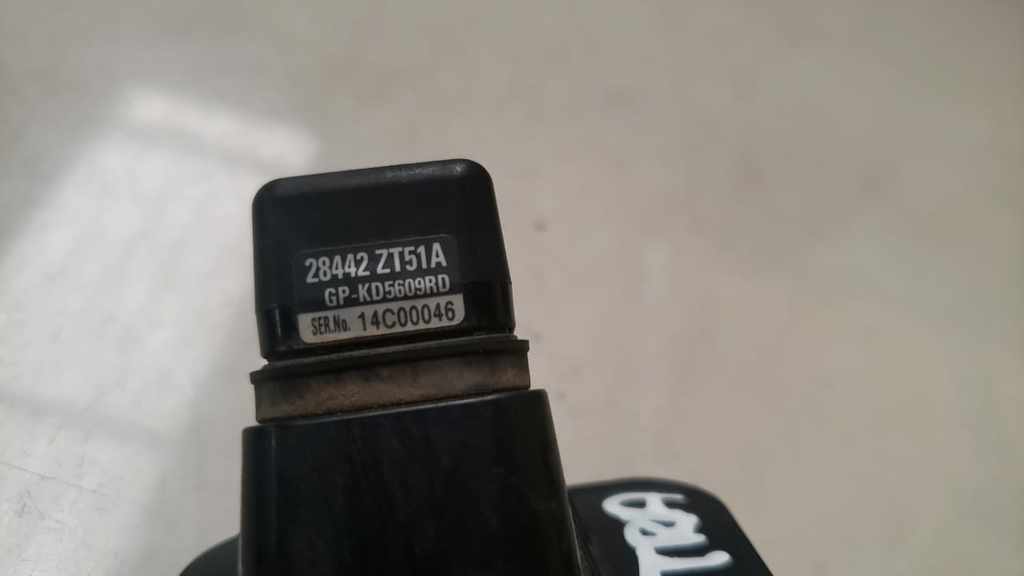 28442 ZT51A
GP-KD5609RD
SER.No. 14C00046